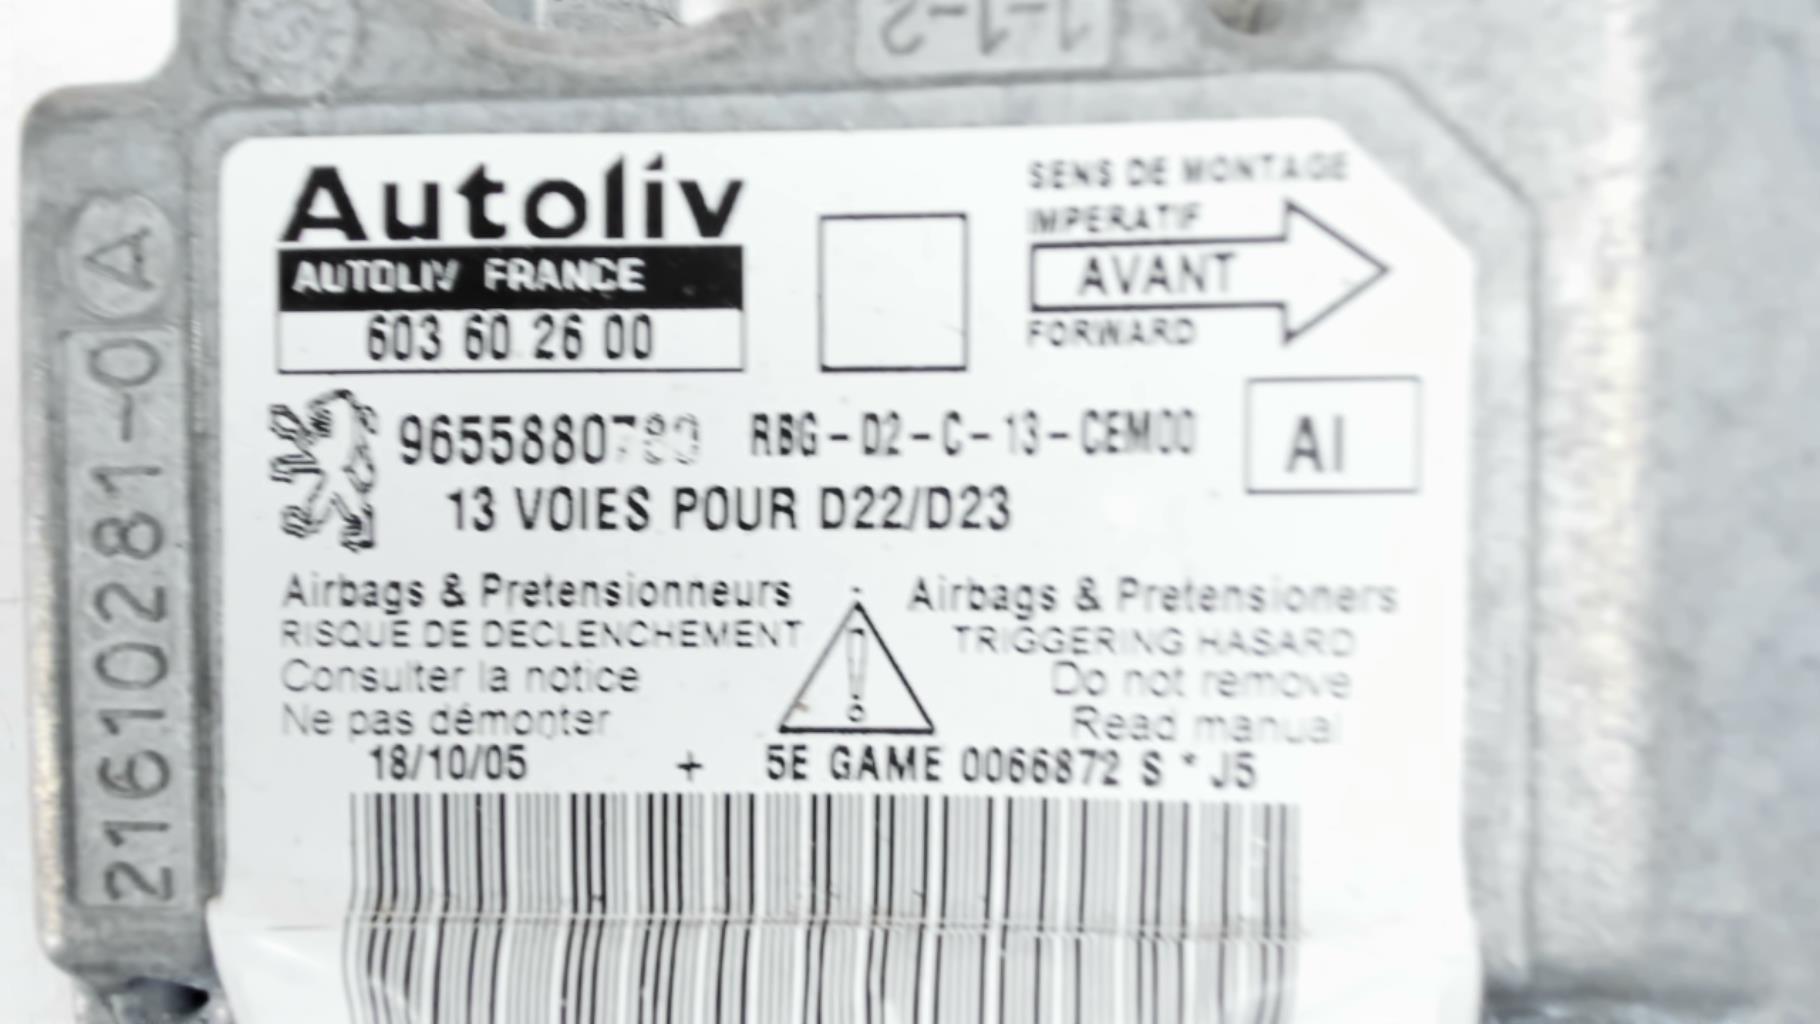 1-1-2
21610281-0 A
Autoliv
AUTOLIV FRANCE
603 60 26 00
SENS DE MONTAGE
IMPERATIF
AVANT
FORWARD
RBG-D2-C-13-CEM00
AI
13 VOIES POUR D22/D23
Airbags & Pretensionneurs
RISQUE DE DECLENCHEMENT
Consulter la notice
Ne pas démonter
Airbags & Pretensioners
TRIGGERING HASARD
Do not remove
Read manual
18/10/05 + 5E GAME 0066872 S * J5